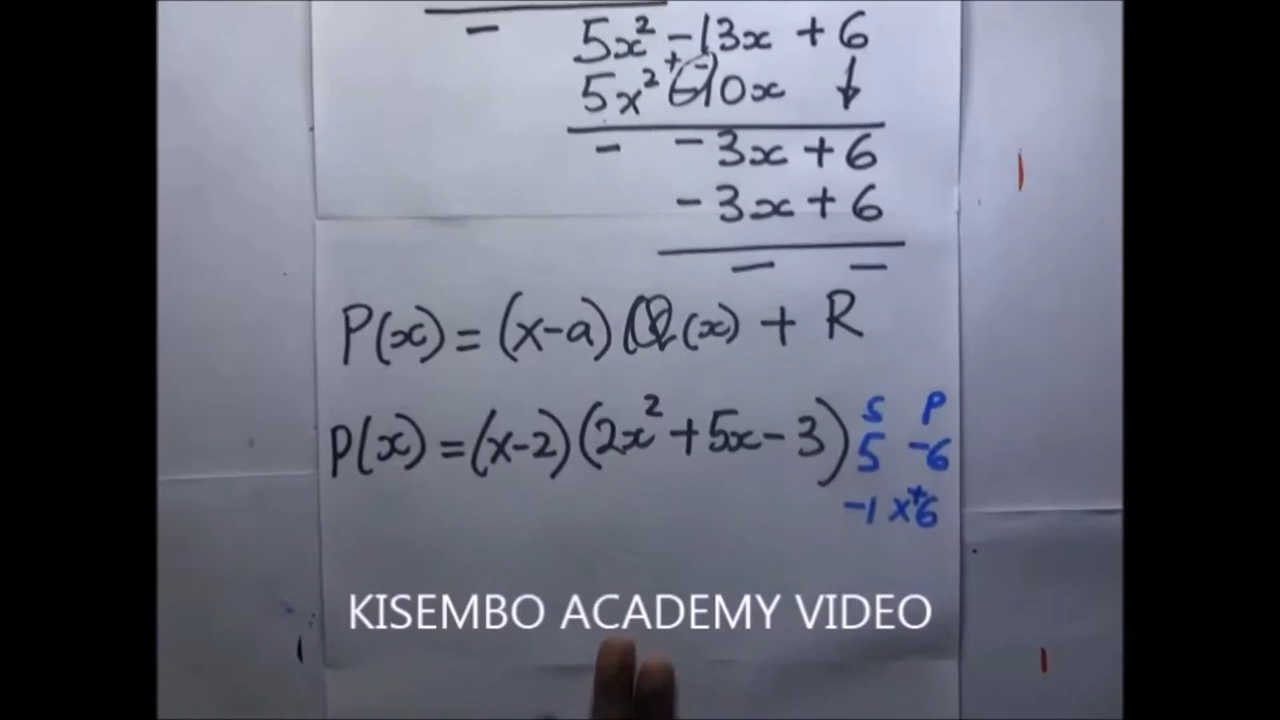 5x² -13x + 6
5x² - 10x ↓
+ -
- -3x + 6
-3x + 6
- -
P(x) = (x-a) Q(x) + R
P(x) = (x-2)(2x² + 5x - 3)
S P
5 -6
-1 x +6
KISEMBO ACADEMY VIDEO